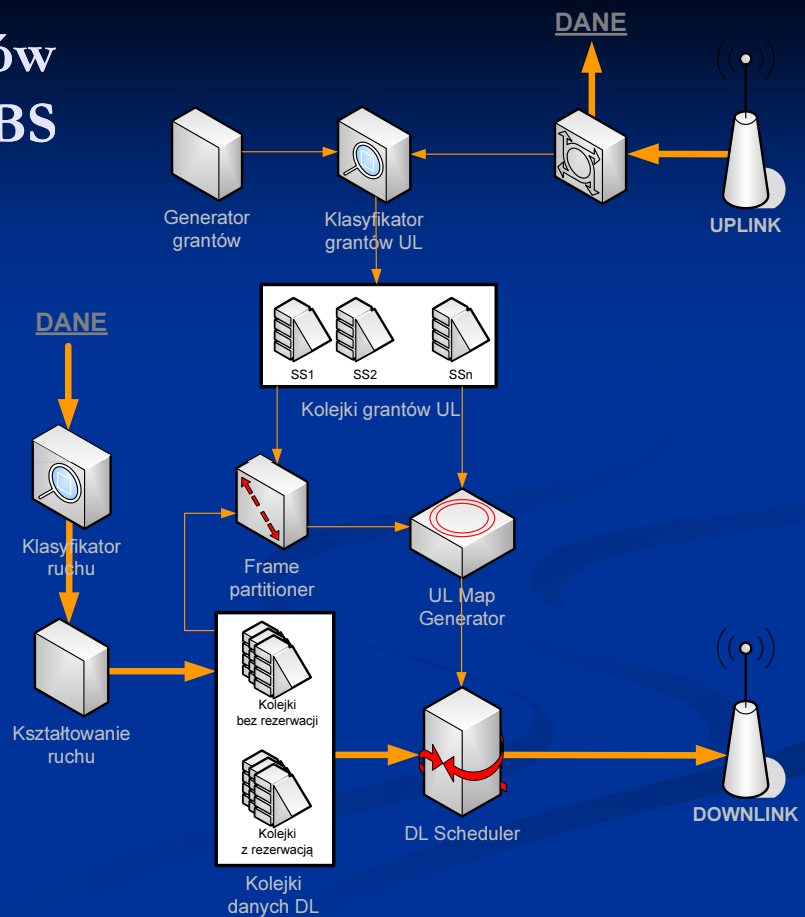 DANE
BS
UPLINK
Generator
grantów
Klasyfikator
grantów UL
SS1
SS2
SSn
Kolejki grantów UL
DANE
Klasyfikator
ruchu
Frame
partitioner
UL Map
Generator
Kolejki
bez rezerwacji
Kształtowanie
ruchu
Kolejki
z rezerwacją
DL Scheduler
DOWNLINK
Kolejki
danych DL